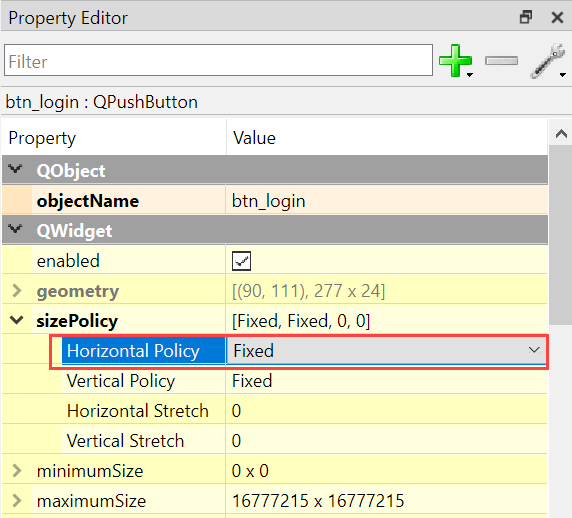 Property Editor
Filter
btn_login : QPushButton
Property Value
QObject
objectName btn_login
QWidget
enabled
geometry [(90, 111), 277 x 24]
sizePolicy [Fixed, Fixed, 0, 0]
Horizontal Policy Fixed
Vertical Policy Fixed
Horizontal Stretch 0
Vertical Stretch 0
minimumSize 0 x 0
maximumSize 16777215 x 16777215